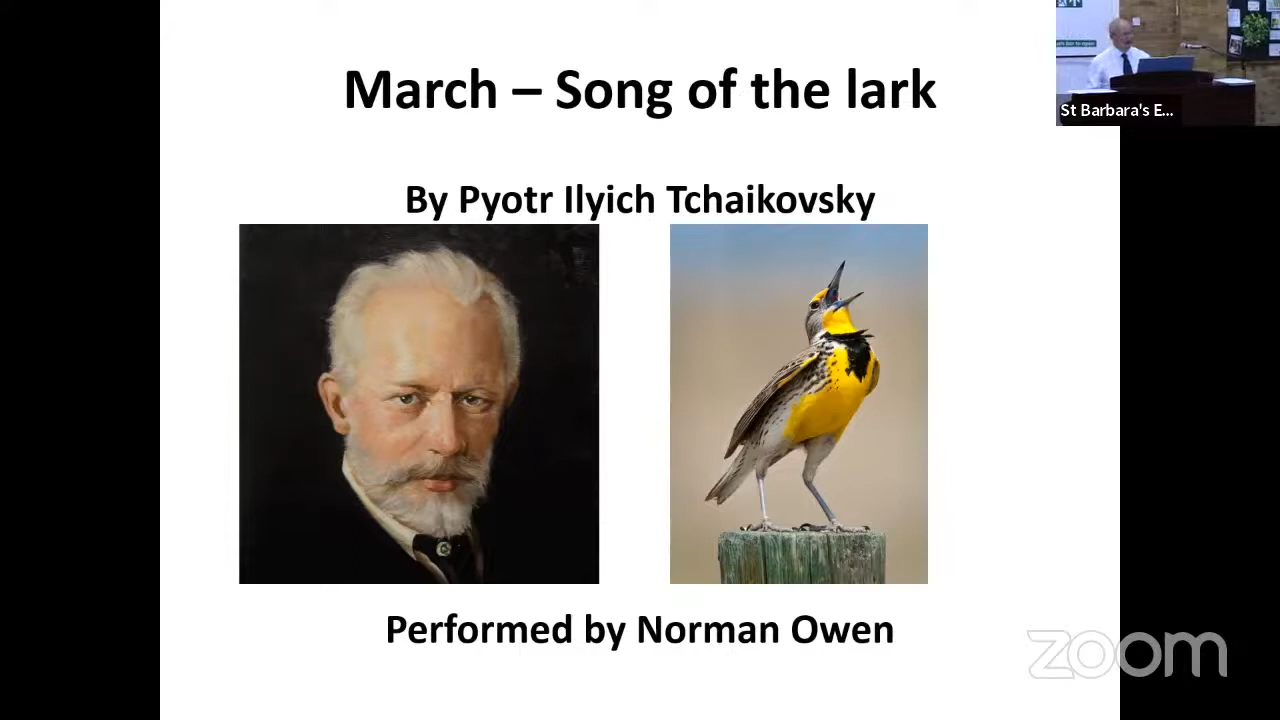 March – Song of the lark
By Pyotr Ilyich Tchaikovsky
Performed by Norman Owen
St Barbara's E...
zoom